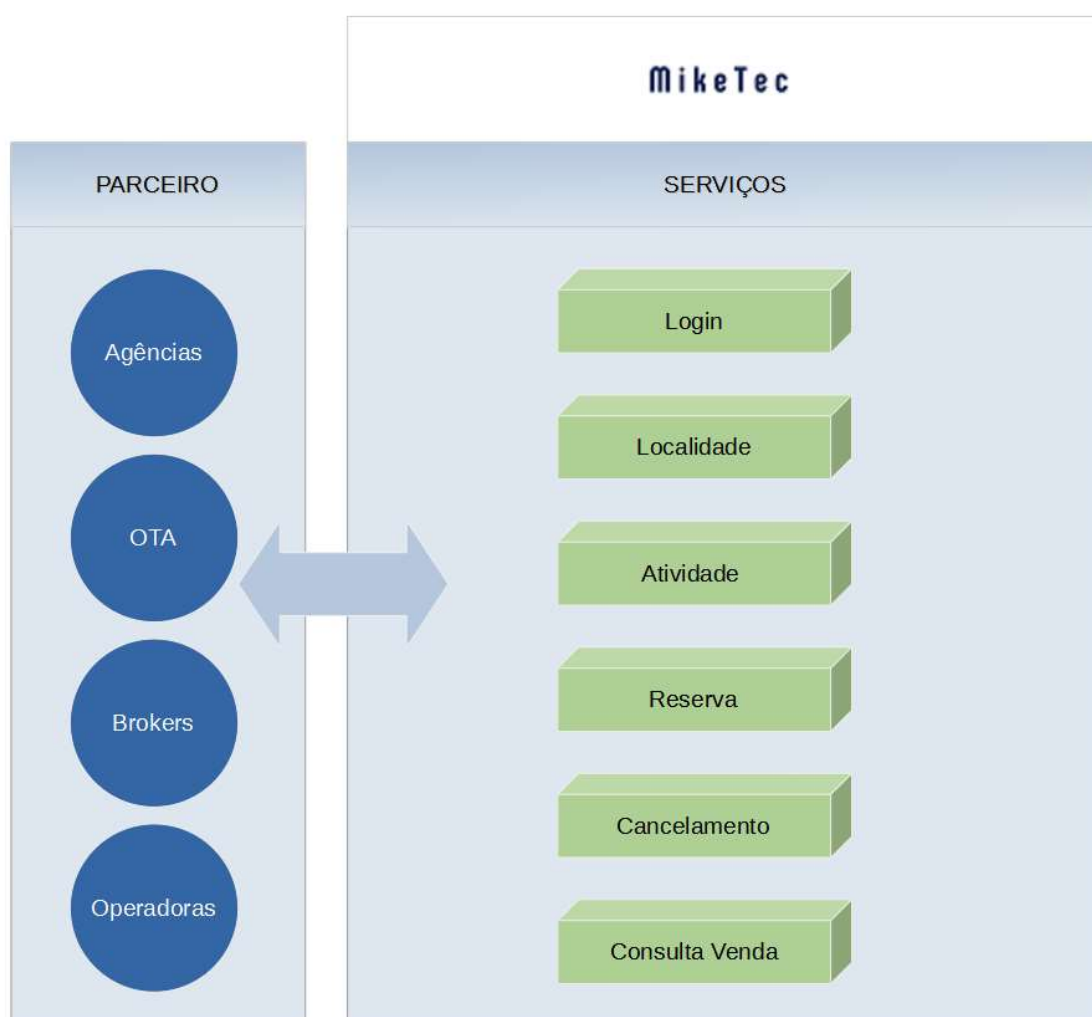 MikeTec
PARCEIRO
SERVIÇOS
Agências
OTA
Brokers
Operadoras
Login
Localidade
Atividade
Reserva
Cancelamento
Consulta Venda